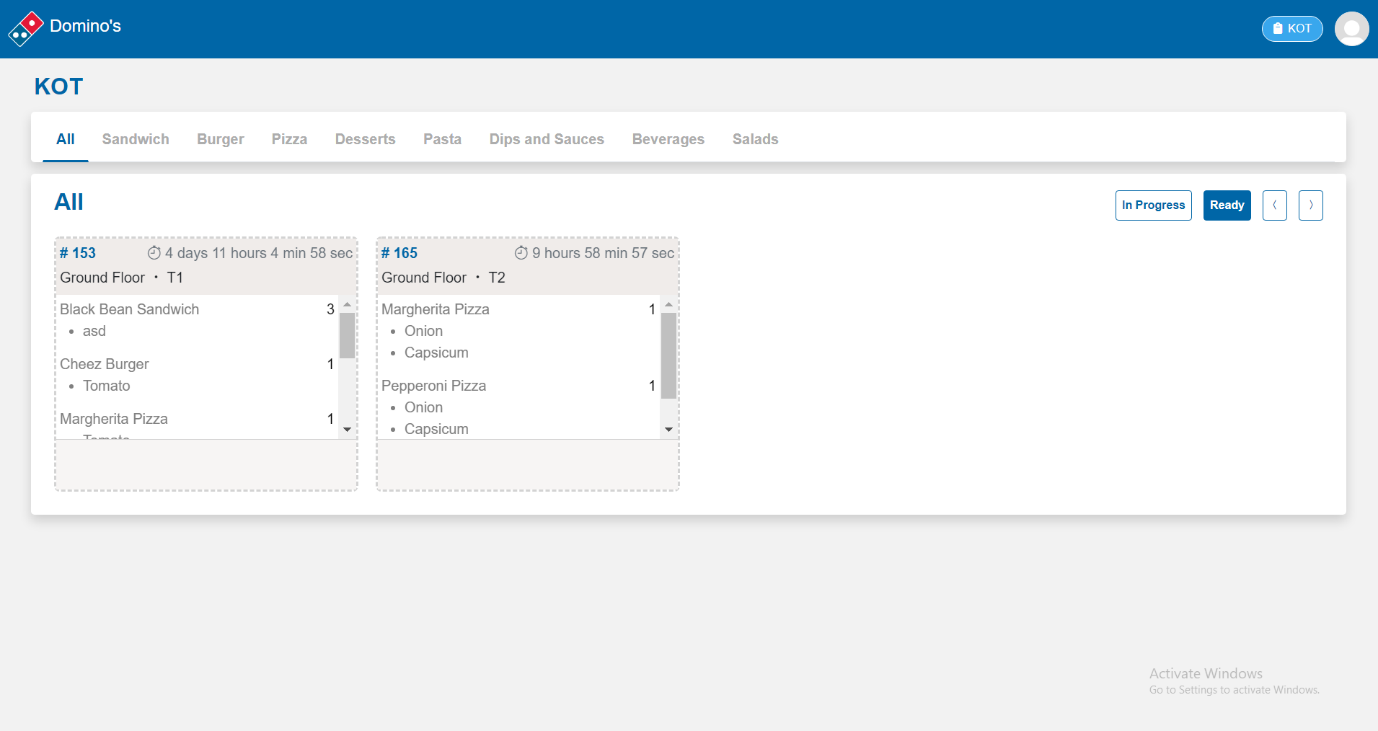 Domino's
KOT
KOT
All Sandwich Burger Pizza Desserts Pasta Dips and Sauces Beverages Salads
All
In Progress Ready 〈 〉
# 153 4 days 11 hours 4 min 58 sec
Ground Floor • T1
Black Bean Sandwich 3
• asd
Cheez Burger 1
• Tomato
Margherita Pizza 1
Tomato
# 165 9 hours 58 min 57 sec
Ground Floor • T2
Margherita Pizza 1
• Onion
• Capsicum
Pepperoni Pizza 1
• Onion
• Capsicum
Activate Windows
Go to Settings to activate Windows.